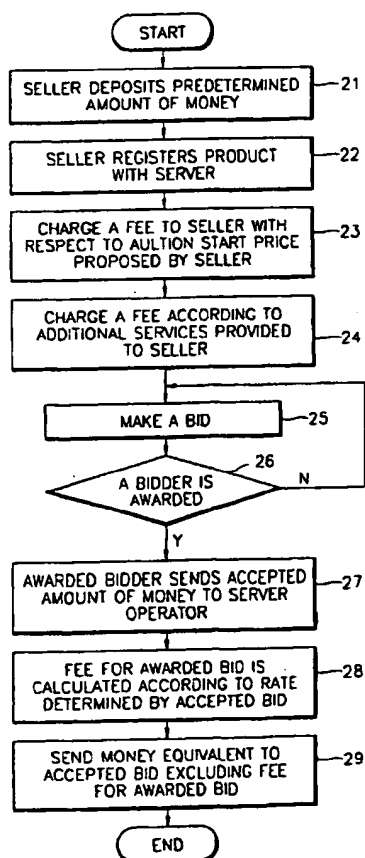 START
SELLER DEPOSITS PREDETERMINED
AMOUNT OF MONEY
21
SELLER REGISTERS PRODUCT
WITH SERVER
22
CHARGE A FEE TO SELLER WITH
RESPECT TO AULTION START PRICE
PROPOSED BY SELLER
23
CHARGE A FEE ACCORDING TO
ADDITIONAL SERVICES PROVIDED
TO SELLER
24
MAKE A BID
25
26
A BIDDER IS
AWARDED
N
Y
AWARDED BIDDER SENDS ACCEPTED
AMOUNT OF MONEY TO SERVER
OPERATOR
27
FEE FOR AWARDED BID IS
CALCULATED ACCORDING TO RATE
DETERMINED BY ACCEPTED BID
28
SEND MONEY EQUIVALENT TO
ACCEPTED BID EXCLUDING FEE
FOR AWARDED BID
29
END